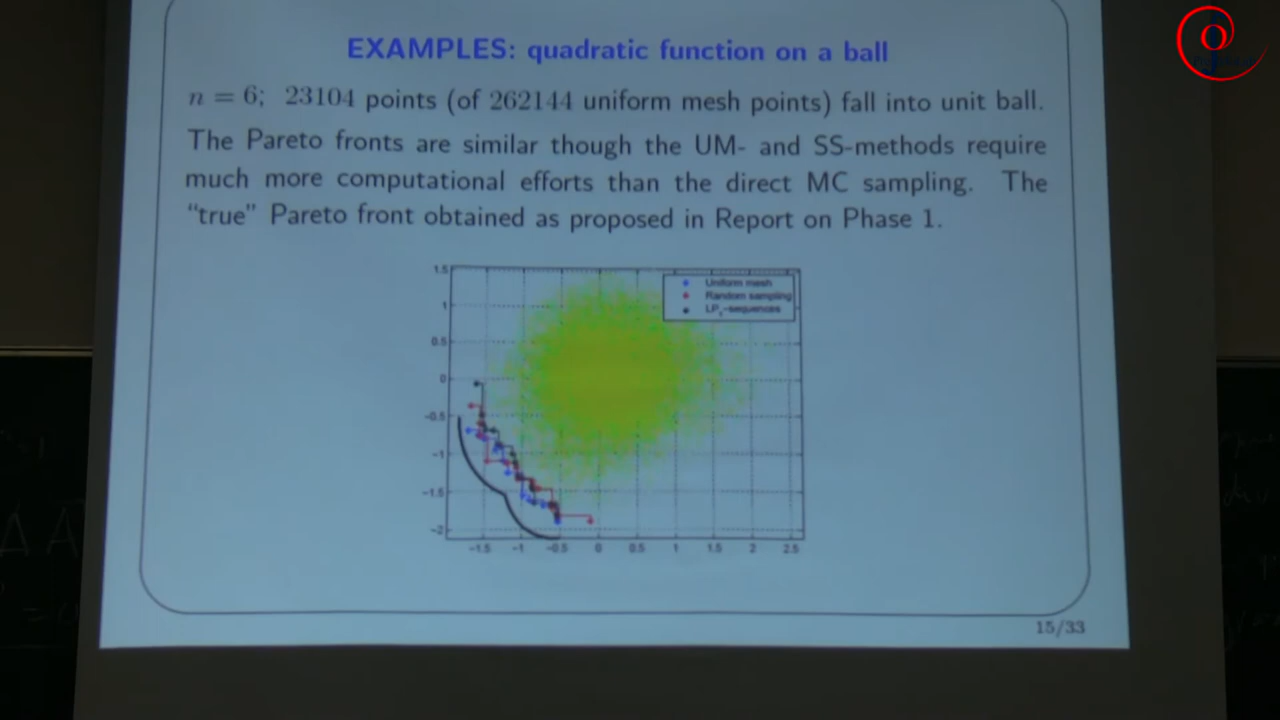 EXAMPLES: quadratic function on a ball
n = 6; 23104 points (of 262144 uniform mesh points) fall into unit ball.
The Pareto fronts are similar though the UM- and SS-methods require
much more computational efforts than the direct MC sampling. The
“true” Pareto front obtained as proposed in Report on Phase 1.
Uniform mesh
Random sampling
LPτ-sequences
1.5
1
0.5
0
-0.5
-1
-1.5
-2
-1.5 -1 -0.5 0 0.5 1 1.5 2 2.5
15/33